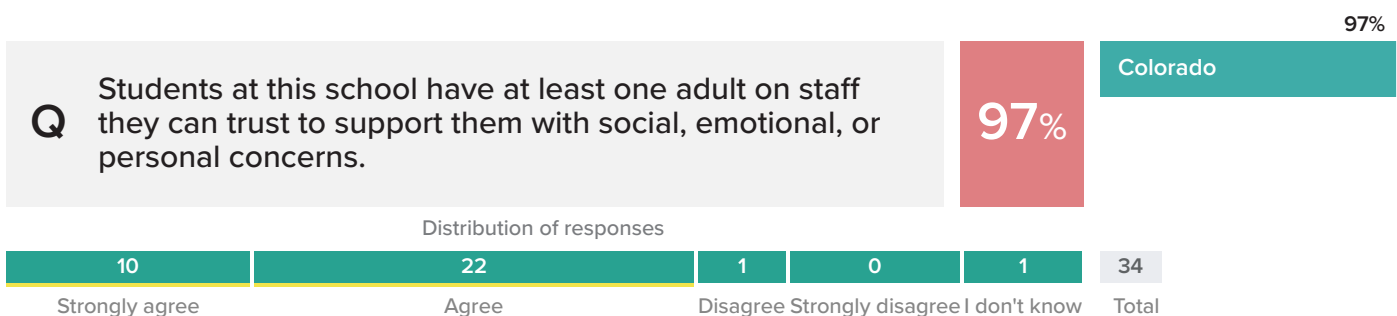 97%
Colorado
Q
Students at this school have at least one adult on staff
they can trust to support them with social, emotional, or
personal concerns.
97%
Distribution of responses
10 22 1 0 1 34
Strongly agree Agree Disagree Strongly disagree I don't know Total